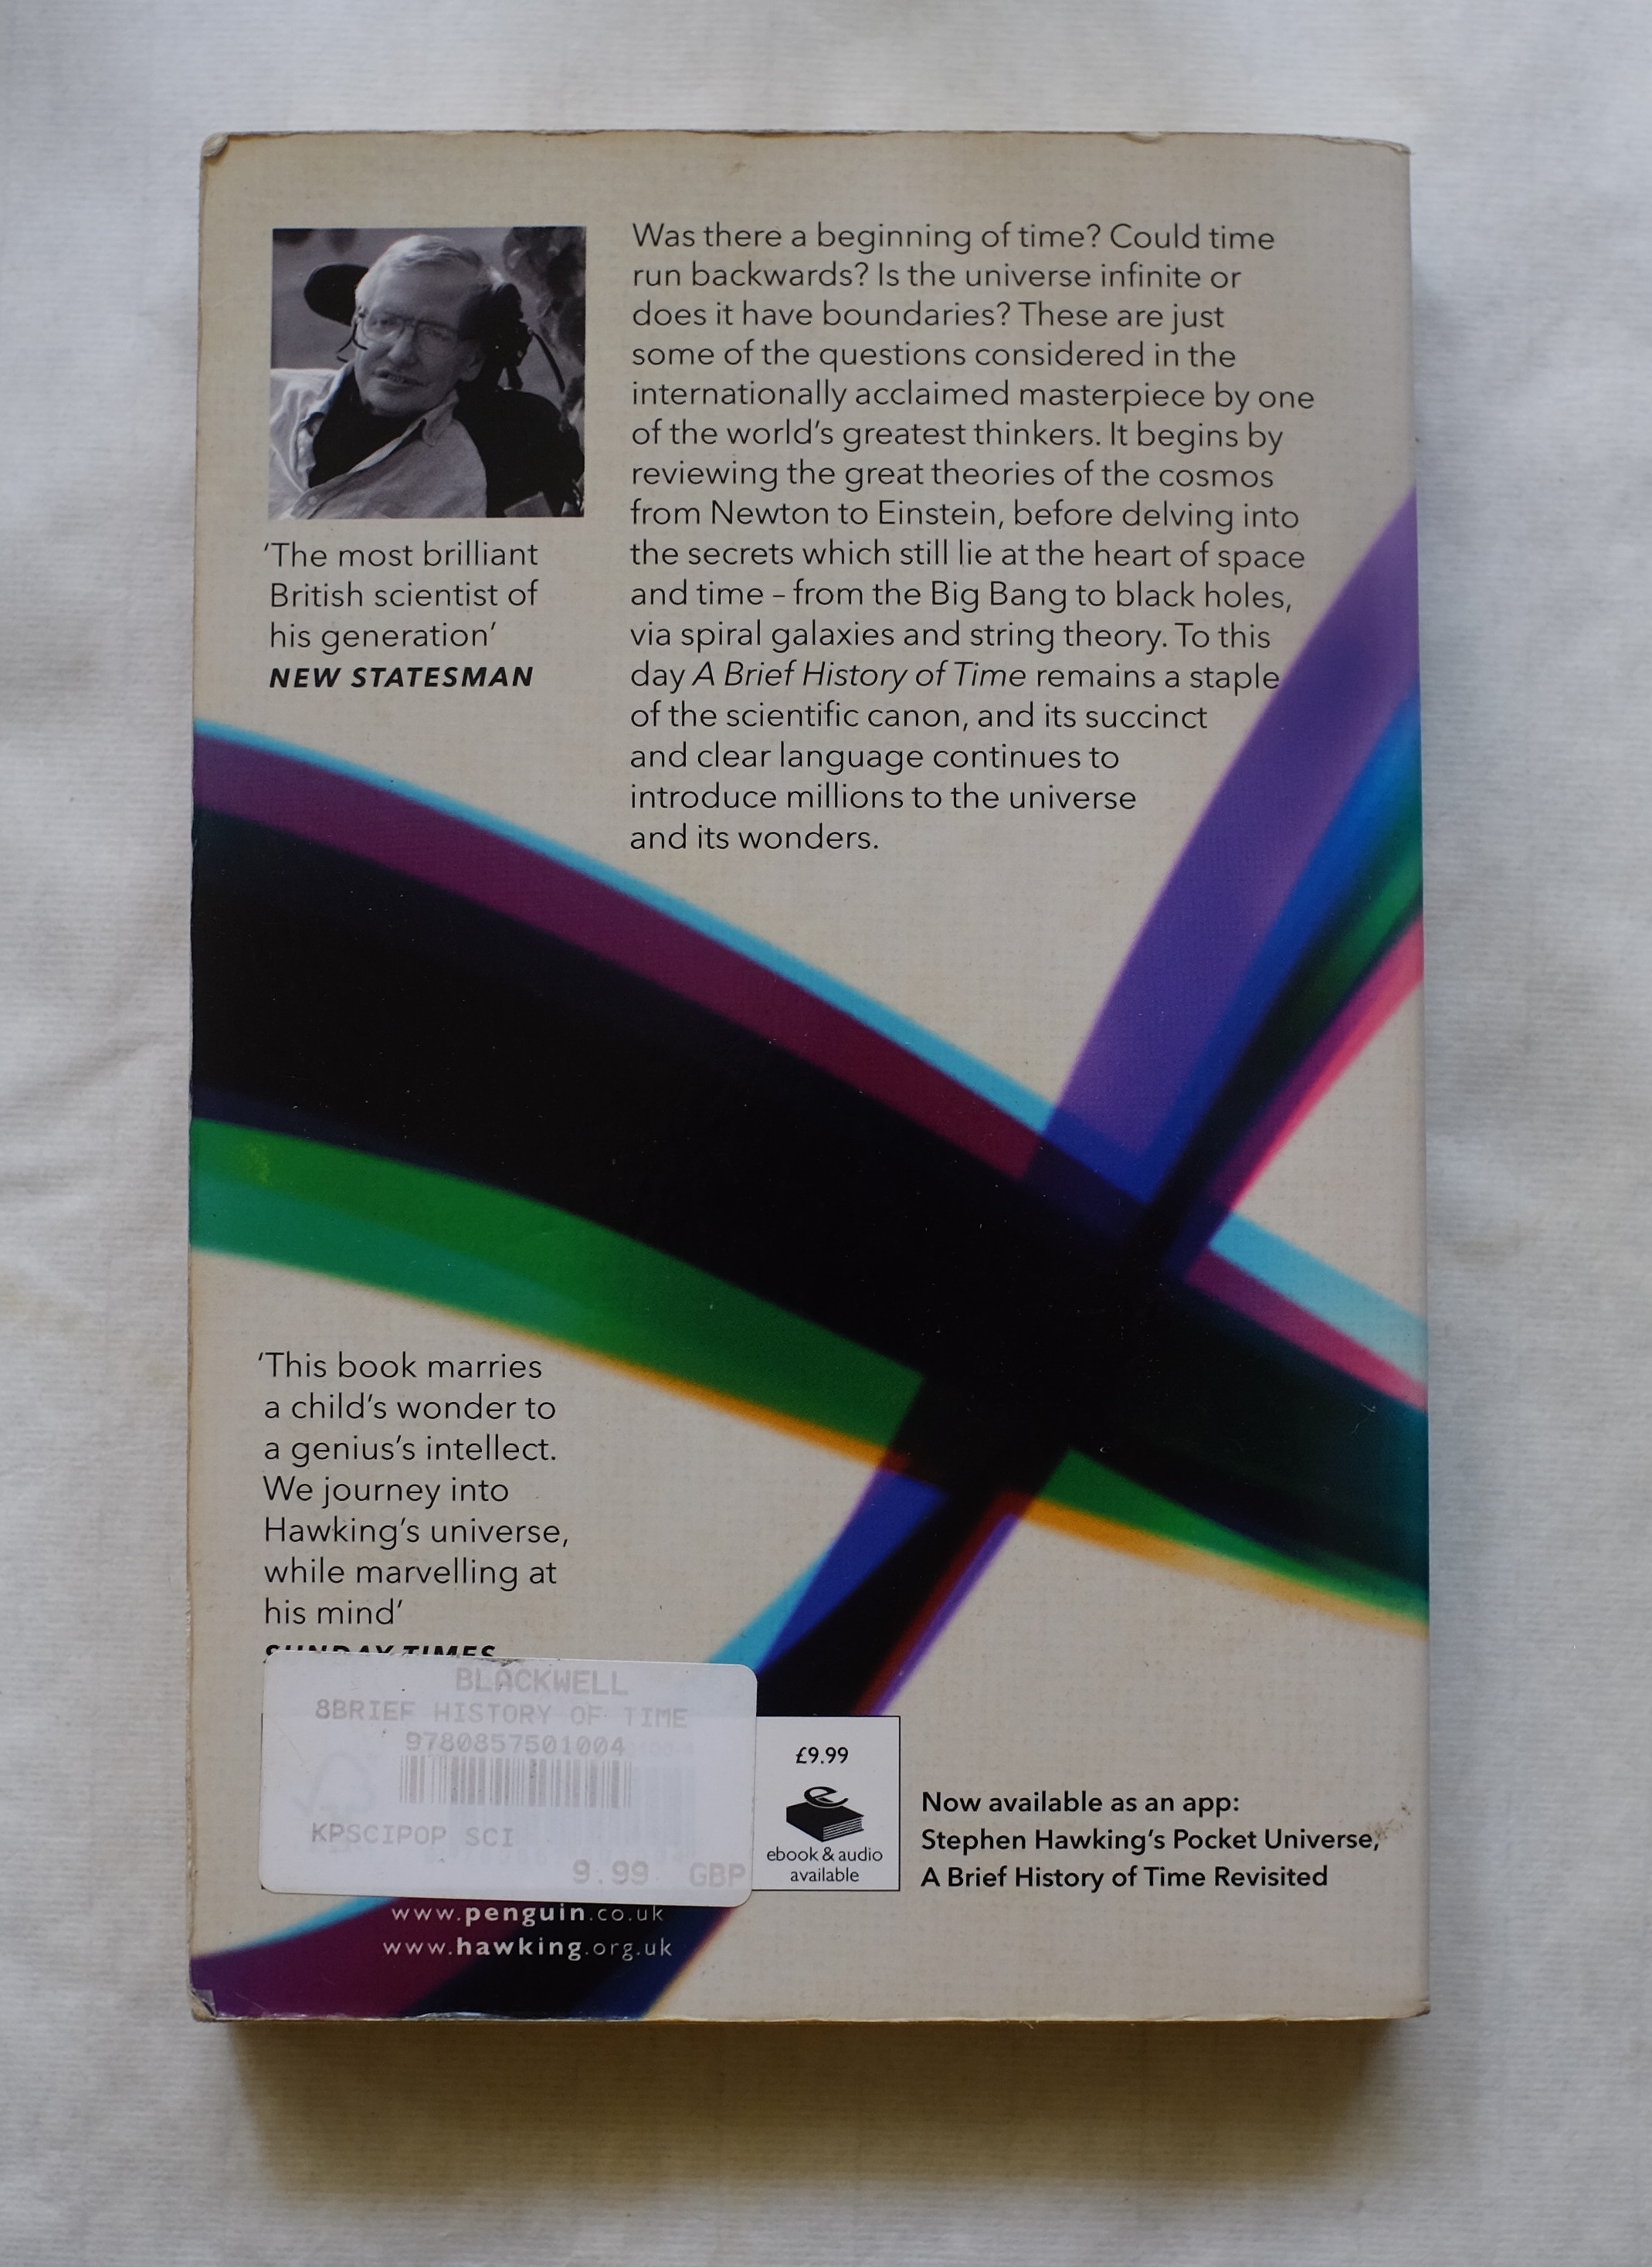 Was there a beginning of time? Could time
run backwards? Is the universe infinite or
does it have boundaries? These are just
some of the questions considered in the
internationally acclaimed masterpiece by one
of the world's greatest thinkers. It begins by
reviewing the great theories of the cosmos
from Newton to Einstein, before delving into
the secrets which still lie at the heart of space
and time – from the Big Bang to black holes,
via spiral galaxies and string theory. To this
day A Brief History of Time remains a staple
of the scientific canon, and its succinct
and clear language continues to
introduce millions to the universe
and its wonders.
‘The most brilliant
British scientist of
his generation’
NEW STATESMAN
‘This book marries
a child's wonder to
a genius's intellect.
We journey into
Hawking's universe,
while marvelling at
his mind’
SUNDAY TIMES
BLACKWELL
8BRIEF HISTORY OF TIME
9780857501004
KPSCIPOP SCI
9.99 GBP
£9.99
e
ebook & audio
available
Now available as an app:
Stephen Hawking's Pocket Universe,
A Brief History of Time Revisited
www.penguin.co.uk
www.hawking.org.uk